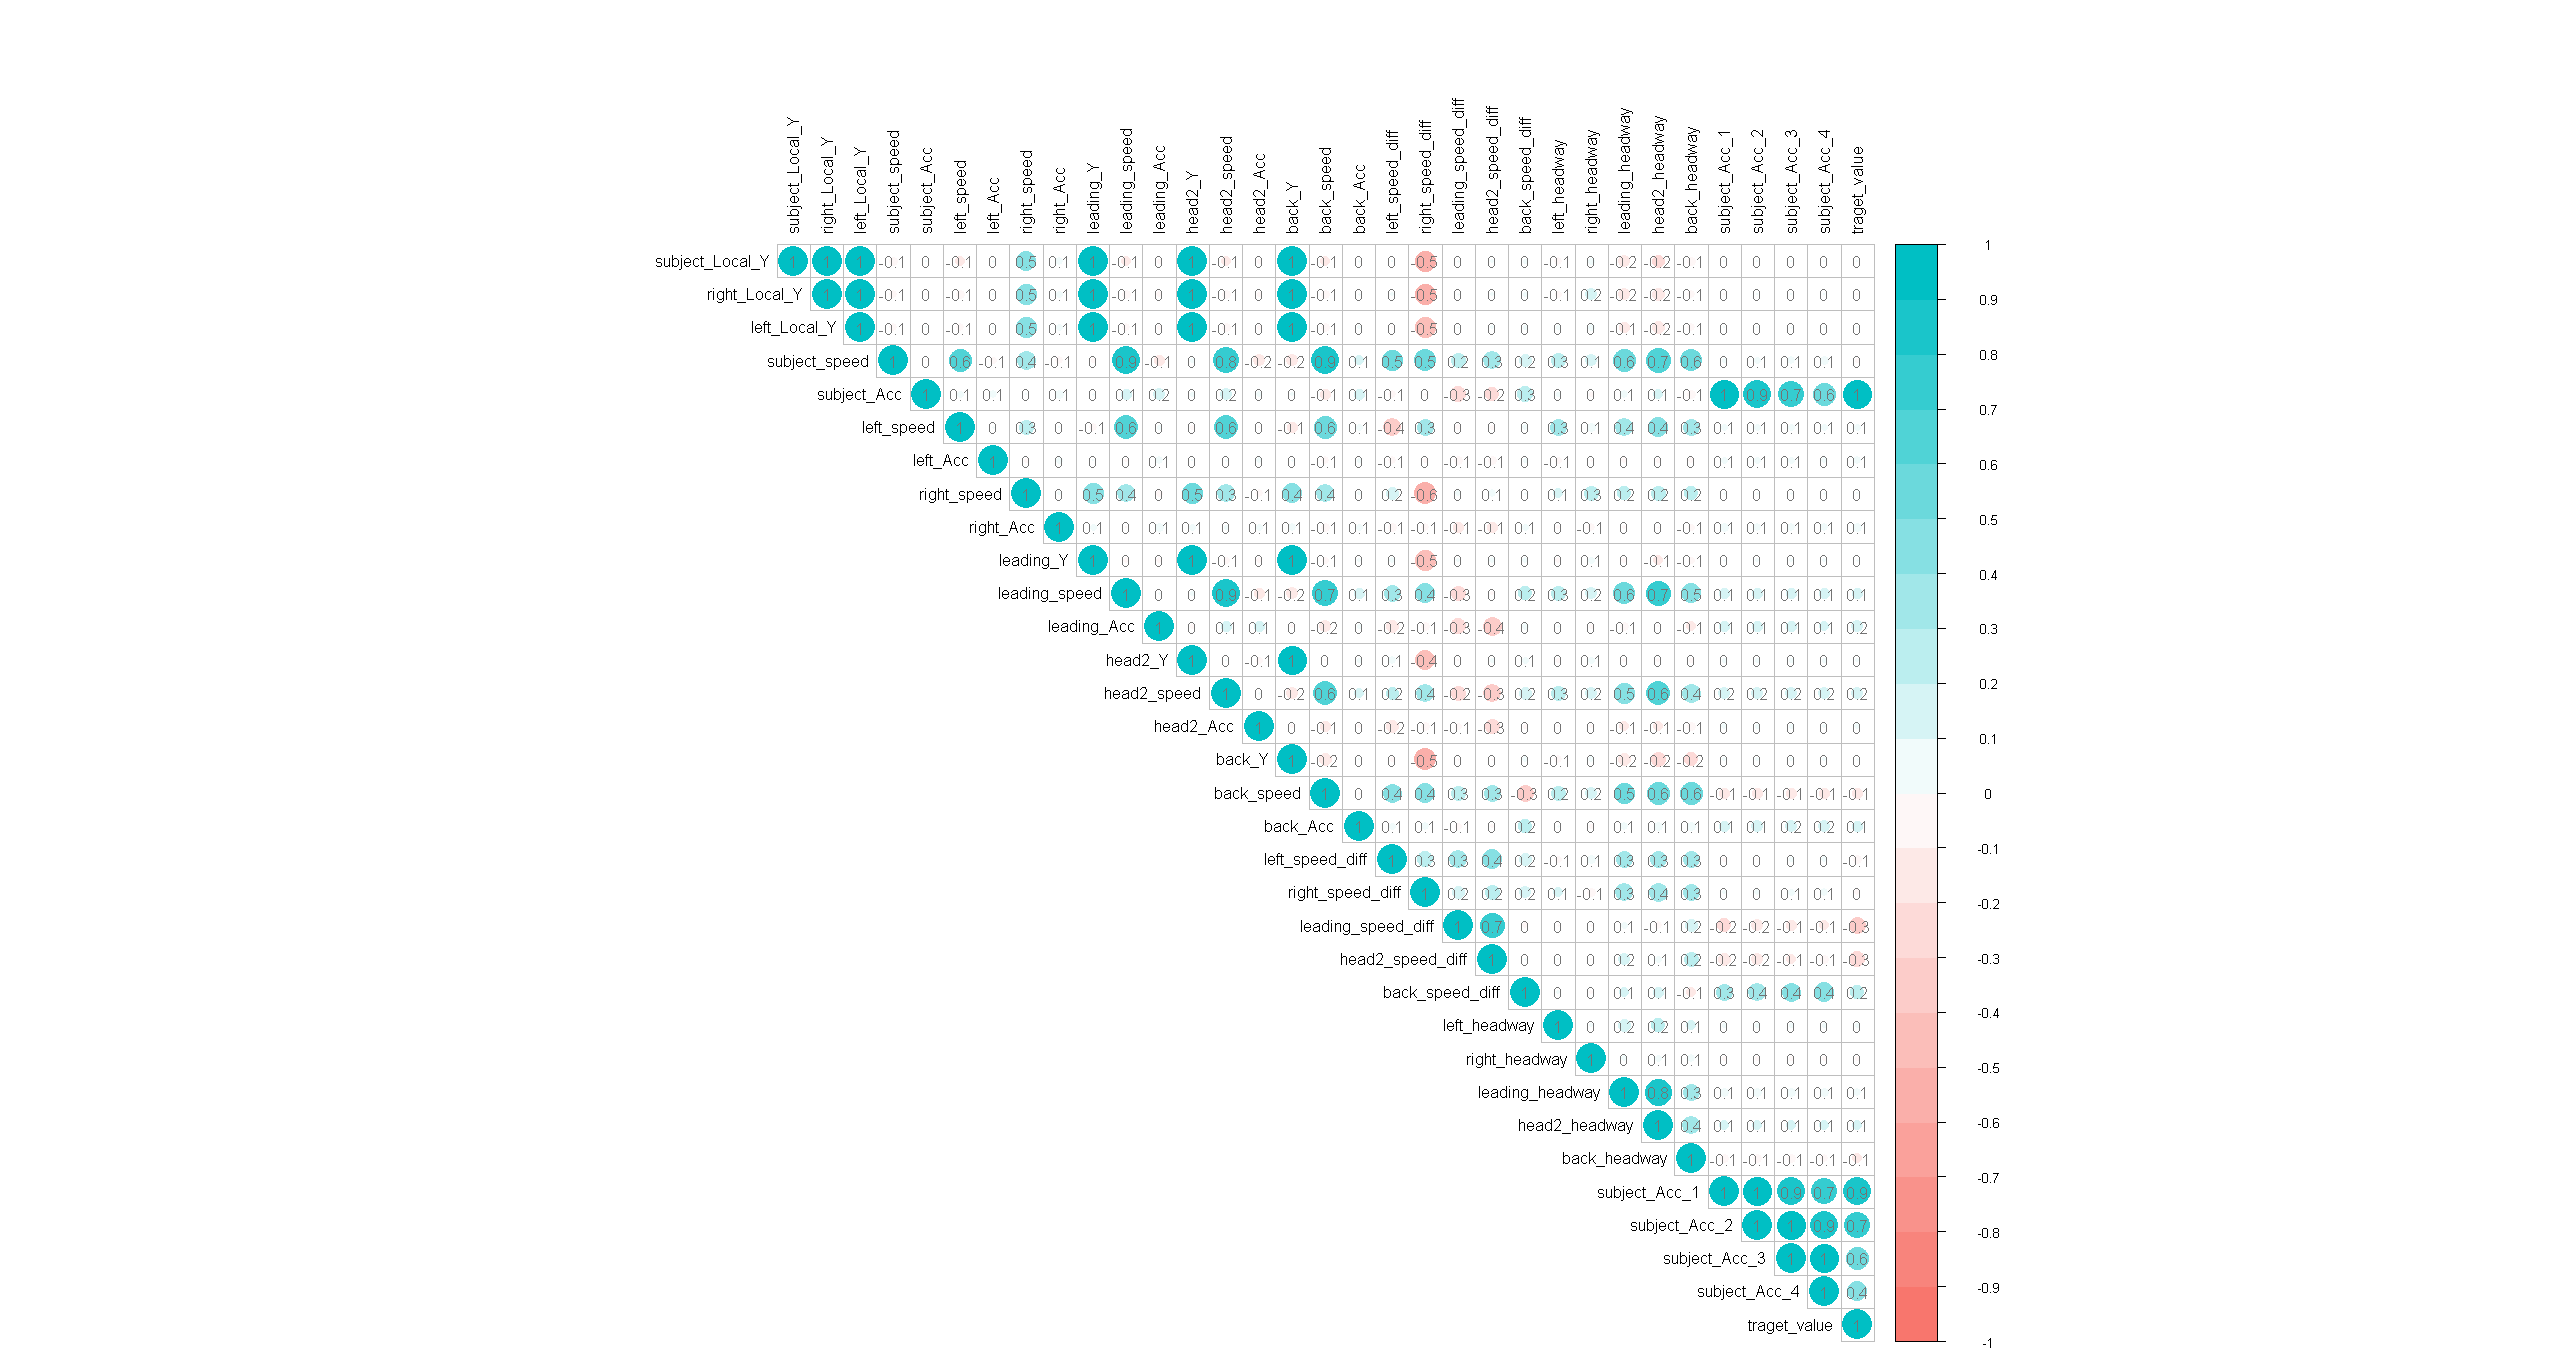 subject_Local_Y
right_Local_Y
left_Local_Y
subject_speed
subject_Acc
left_speed
left_Acc
right_speed
right_Acc
leading_Y
leading_speed
leading_Acc
head2_Y
head2_speed
head2_Acc
back_Y
back_speed
back_Acc
left_speed_diff
right_speed_diff
leading_speed_diff
head2_speed_diff
back_speed_diff
left_headway
right_headway
leading_headway
head2_headway
back_headway
subject_Acc_1
subject_Acc_2
subject_Acc_3
subject_Acc_4
traget_value
subject_Local_Y 1 1 1 -0.1 0 -0.1 0 0.5 0.1 1 -0.1 0 1 -0.1 0 1 -0.1 0 0 -0.5 0 0 0 -0.1 0 -0.2 -0.2 -0.1 0 0 0 0 0
right_Local_Y 1 1 -0.1 0 -0.1 0 0.5 0.1 1 -0.1 0 1 -0.1 0 1 -0.1 0 0 -0.5 0 0 0 -0.1 0.2 -0.2 -0.2 -0.1 0 0 0 0 0
left_Local_Y 1 -0.1 0 -0.1 0 0.5 0.1 1 -0.1 0 1 -0.1 0 1 -0.1 0 0 -0.5 0 0 0 0 0 -0.1 -0.2 -0.1 0 0 0 0 0
subject_speed 1 0 0.6 -0.1 0.4 -0.1 0 0.9 -0.1 0 0.8 -0.2 -0.2 0.9 0.1 0.5 0.5 0.2 0.3 0.2 0.3 0.1 0.6 0.7 0.6 0 0.1 0.1 0.1 0
subject_Acc 1 0.1 0.1 0 0.1 0 0.1 0.2 0 0.2 0 0 -0.1 0.1 -0.1 0 -0.3 -0.2 0.3 0 0 0.1 0.1 -0.1 1 0.9 0.7 0.6 1
left_speed 1 0 0.3 0 -0.1 0.6 0 0 0.6 0 -0.1 0.6 0.1 -0.4 0.3 0 0 0 0.3 0.1 0.4 0.4 0.3 0.1 0.1 0.1 0.1 0.1
left_Acc 1 0 0 0 0 0.1 0 0 0 0 -0.1 0 -0.1 0 -0.1 -0.1 0 -0.1 0 0 0 0 0.1 0.1 0.1 0 0.1
right_speed 1 0 0.5 0.4 0 0.5 0.3 -0.1 0.4 0.4 0 0.2 -0.6 0 0.1 0 0.1 0.3 0.2 0.2 0.2 0 0 0 0 0
right_Acc 1 0.1 0 0.1 0.1 0 0.1 0.1 -0.1 0.1 -0.1 -0.1 -0.1 -0.1 0.1 0 -0.1 0 0 -0.1 0.1 0.1 0.1 0.1 0.1
leading_Y 1 0 0 1 -0.1 0 1 -0.1 0 0 -0.5 0 0 0 0 0.1 0 -0.1 -0.1 0 0 0 0 0
leading_speed 1 0 0 0.9 -0.1 -0.2 0.7 0.1 0.3 0.4 -0.3 0 0.2 0.3 0.2 0.6 0.7 0.5 0.1 0.1 0.1 0.1 0.1
leading_Acc 1 0 0.1 0.1 0 -0.2 0 -0.2 -0.1 -0.3 -0.4 0 0 0 -0.1 0 -0.1 0.1 0.1 0.1 0.1 0.2
head2_Y 1 0 -0.1 1 0 0 0.1 -0.4 0 0 0.1 0 0.1 0 0 0 0 0 0 0 0
head2_speed 1 0 -0.2 0.6 0.1 0.2 0.4 -0.2 -0.3 0.2 0.3 0.2 0.5 0.6 0.4 0.2 0.2 0.2 0.2 0.2
head2_Acc 1 0 -0.1 0 -0.2 -0.1 -0.1 -0.3 0 0 0 -0.1 -0.1 -0.1 0 0 0 0 0
back_Y 1 -0.2 0 0 -0.5 0 0 0 -0.1 0 -0.2 -0.2 -0.2 0 0 0 0 0
back_speed 1 0 0.4 0.4 0.3 0.3 -0.3 0.2 0.2 0.5 0.6 0.6 -0.1 -0.1 -0.1 -0.1 -0.1
back_Acc 1 0.1 0.1 -0.1 0 0.2 0 0 0.1 0.1 0.1 0.1 0.1 0.2 0.2 0.1
left_speed_diff 1 0.3 0.3 0.4 0.2 -0.1 0.1 0.3 0.3 0.3 0 0 0 0 -0.1
right_speed_diff 1 0.2 0.2 0.2 0.1 -0.1 0.3 0.4 0.3 0 0 0.1 0.1 0
leading_speed_diff 1 0.7 0 0 0 0.1 -0.1 0.2 -0.2 -0.2 -0.1 -0.1 -0.3
head2_speed_diff 1 0 0 0 0.2 0.1 0.2 -0.2 -0.2 -0.1 -0.1 -0.3
back_speed_diff 1 0 0 0.1 0.1 -0.1 0.3 0.4 0.4 0.4 0.2
left_headway 1 0 0.2 0.2 0.1 0 0 0 0 0
right_headway 1 0 0.1 0.1 0 0 0 0 0
leading_headway 1 0.8 0.3 0.1 0.1 0.1 0.1 0.1
head2_headway 1 0.4 0.1 0.1 0.1 0.1 0.1
back_headway 1 -0.1 -0.1 -0.1 -0.1 -0.1
subject_Acc_1 1 1 0.9 0.7 0.9
subject_Acc_2 1 1 0.9 0.7
subject_Acc_3 1 1 0.6
subject_Acc_4 1 0.4
traget_value 1
1
0.9
0.8
0.7
0.6
0.5
0.4
0.3
0.2
0.1
0
-0.1
-0.2
-0.3
-0.4
-0.5
-0.6
-0.7
-0.8
-0.9
-1